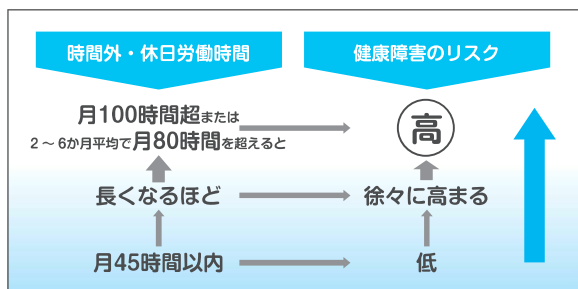 時間外・休日労働時間
健康障害のリスク
月100時間超または
2～6か月平均で月80時間を超えると
高
長くなるほど
徐々に高まる
月45時間以内
低